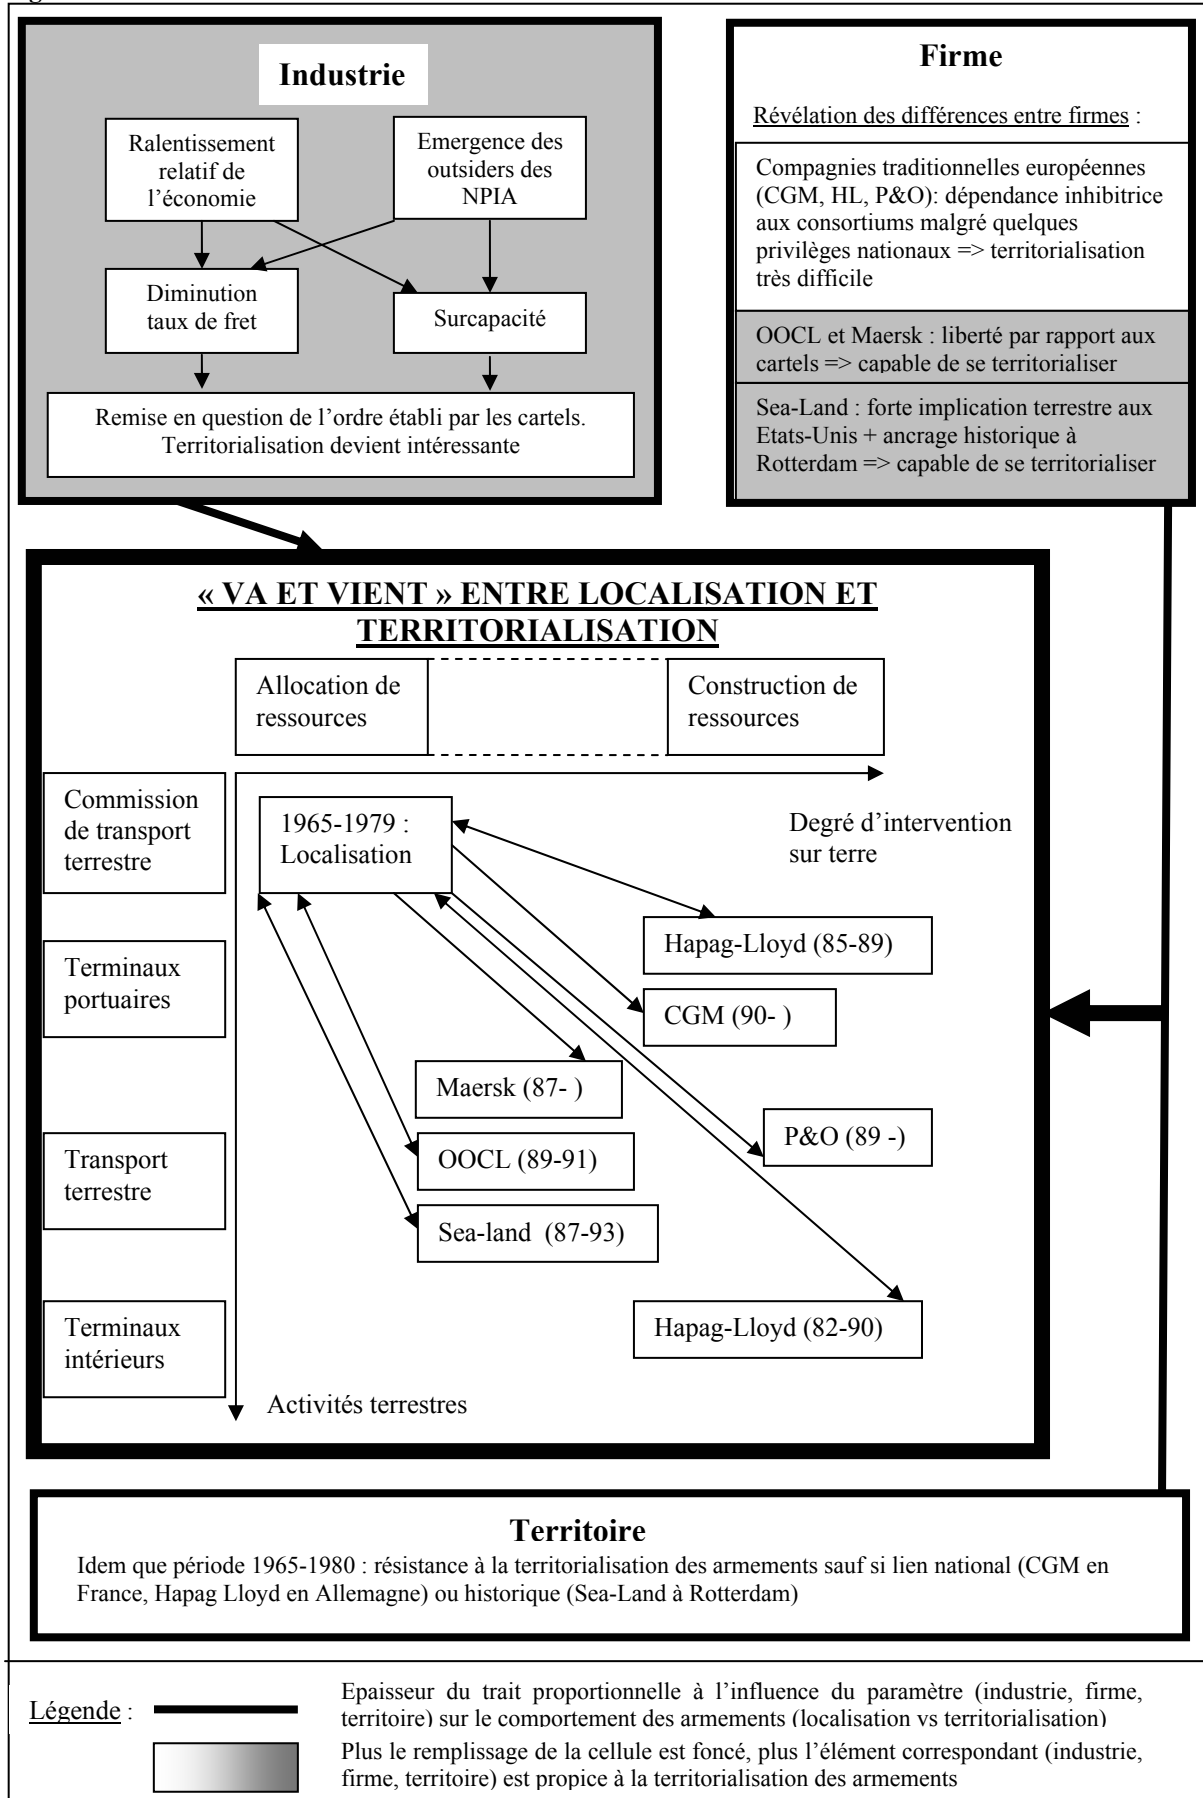 Industrie
Ralentissement
relatif de
l’économie
Emergence des
outsiders des
NPIA
Diminution
taux de fret
Surcapacité
Remise en question de l’ordre établi par les cartels.
Territorialisation devient intéressante
Firme
Révélation des différences entre firmes :
Compagnies traditionnelles européennes
(CGM, HL, P&O): dépendance inhibitrice
aux consortiums malgré quelques
privilèges nationaux => territorialisation
très difficile
OOCL et Maersk : liberté par rapport aux
cartels => capable de se territorialiser
Sea-Land : forte implication terrestre aux
Etats-Unis + ancrage historique à
Rotterdam => capable de se territorialiser
« VA ET VIENT » ENTRE LOCALISATION ET
TERRITORIALISATION
Allocation de
ressources
Construction de
ressources
Commission
de transport
terrestre
1965-1979 :
Localisation
Degré d’intervention
sur terre
Hapag-Lloyd (85-89)
Terminaux
portuaires
CGM (90- )
Maersk (87- )
P&O (89 -)
Transport
terrestre
OOCL (89-91)
Sea-land (87-93)
Terminaux
intérieurs
Hapag-Lloyd (82-90)
Activités terrestres
Territoire
Idem que période 1965-1980 : résistance à la territorialisation des armements sauf si lien national (CGM en
France, Hapag Lloyd en Allemagne) ou historique (Sea-Land à Rotterdam)
Légende :
Epaisseur du trait proportionnelle à l’influence du paramètre (industrie, firme,
territoire) sur le comportement des armements (localisation vs territorialisation)
Plus le remplissage de la cellule est foncé, plus l’élément correspondant (industrie,
firme, territoire) est propice à la territorialisation des armements